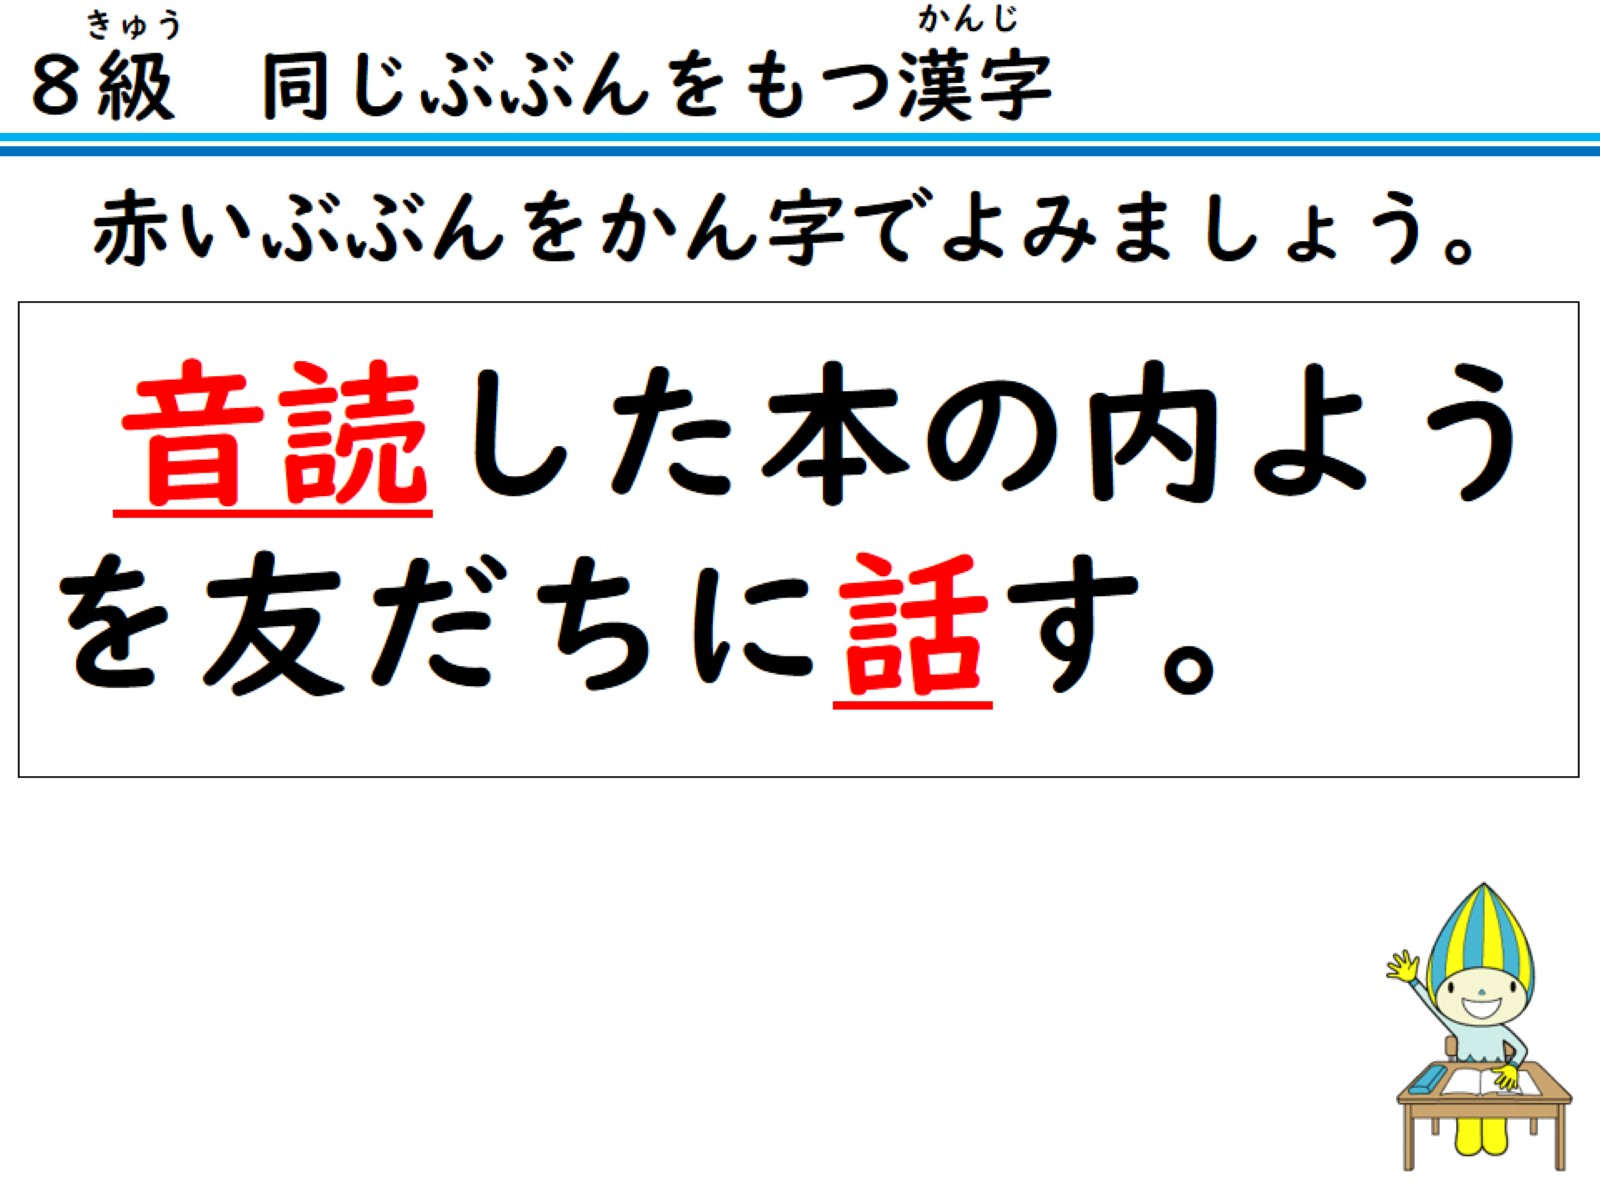 きゅう かんじ
８級　同じぶぶんをもつ漢字
赤いぶぶんをかん字でよみましょう。
音読した本の内よう
を友だちに話す。